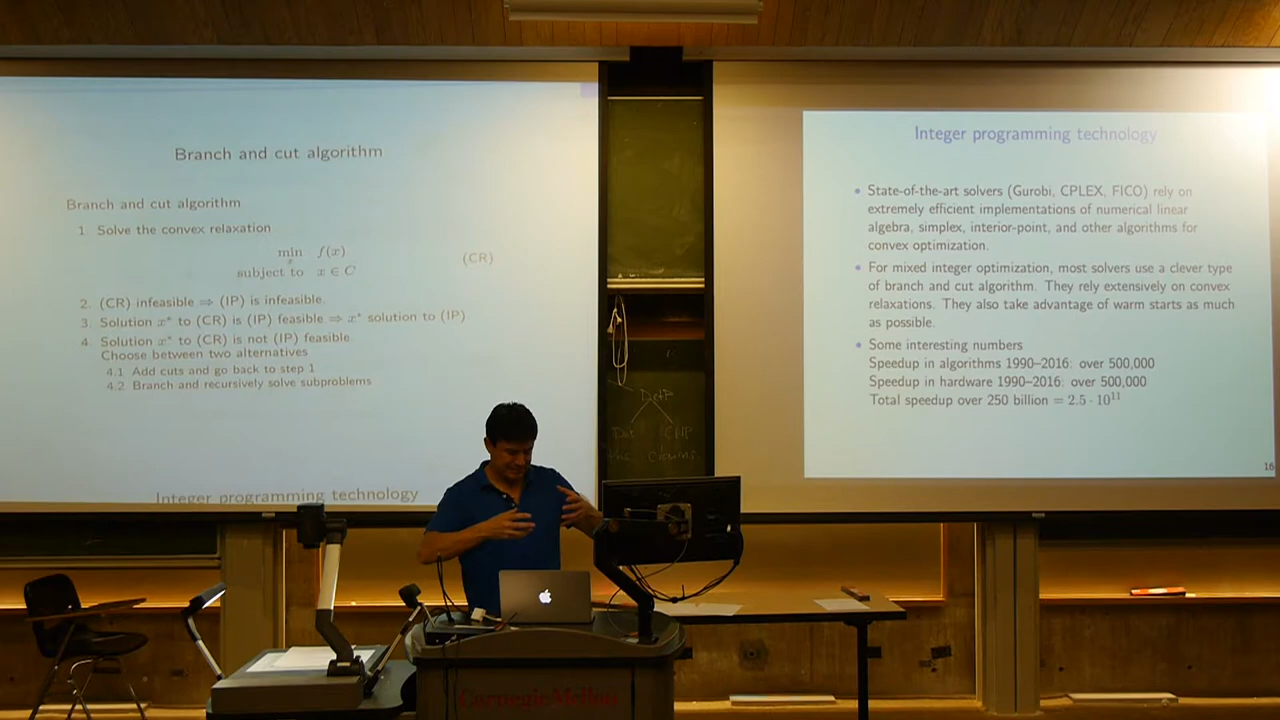 Branch and cut algorithm
Branch and cut algorithm
1. Solve the convex relaxation
min f(x)
x
subject to x ∈ C
(CR)
2. (CR) infeasible ⇒ (IP) is infeasible.
3. Solution x* to (CR) is (IP) feasible ⇒ x* solution to (IP)
4. Solution x* to (CR) is not (IP) feasible
Choose between two alternatives
4.1 Add cuts and go back to step 1
4.2 Branch and recursively solve subproblems
Integer programming technology
Integer programming technology
• State-of-the-art solvers (Gurobi, CPLEX, FICO) rely on
extremely efficient implementations of numerical linear
algebra, simplex, interior-point, and other algorithms for
convex optimization.
• For mixed integer optimization, most solvers use a clever type
of branch and cut algorithm. They rely extensively on convex
relaxations. They also take advantage of warm starts as much
as possible.
• Some interesting numbers
Speedup in algorithms 1990–2016: over 500,000
Speedup in hardware 1990–2016: over 500,000
Total speedup over 250 billion = 2.5 · 10¹¹
16
DetP
Det CNP
Carnegie Mellon